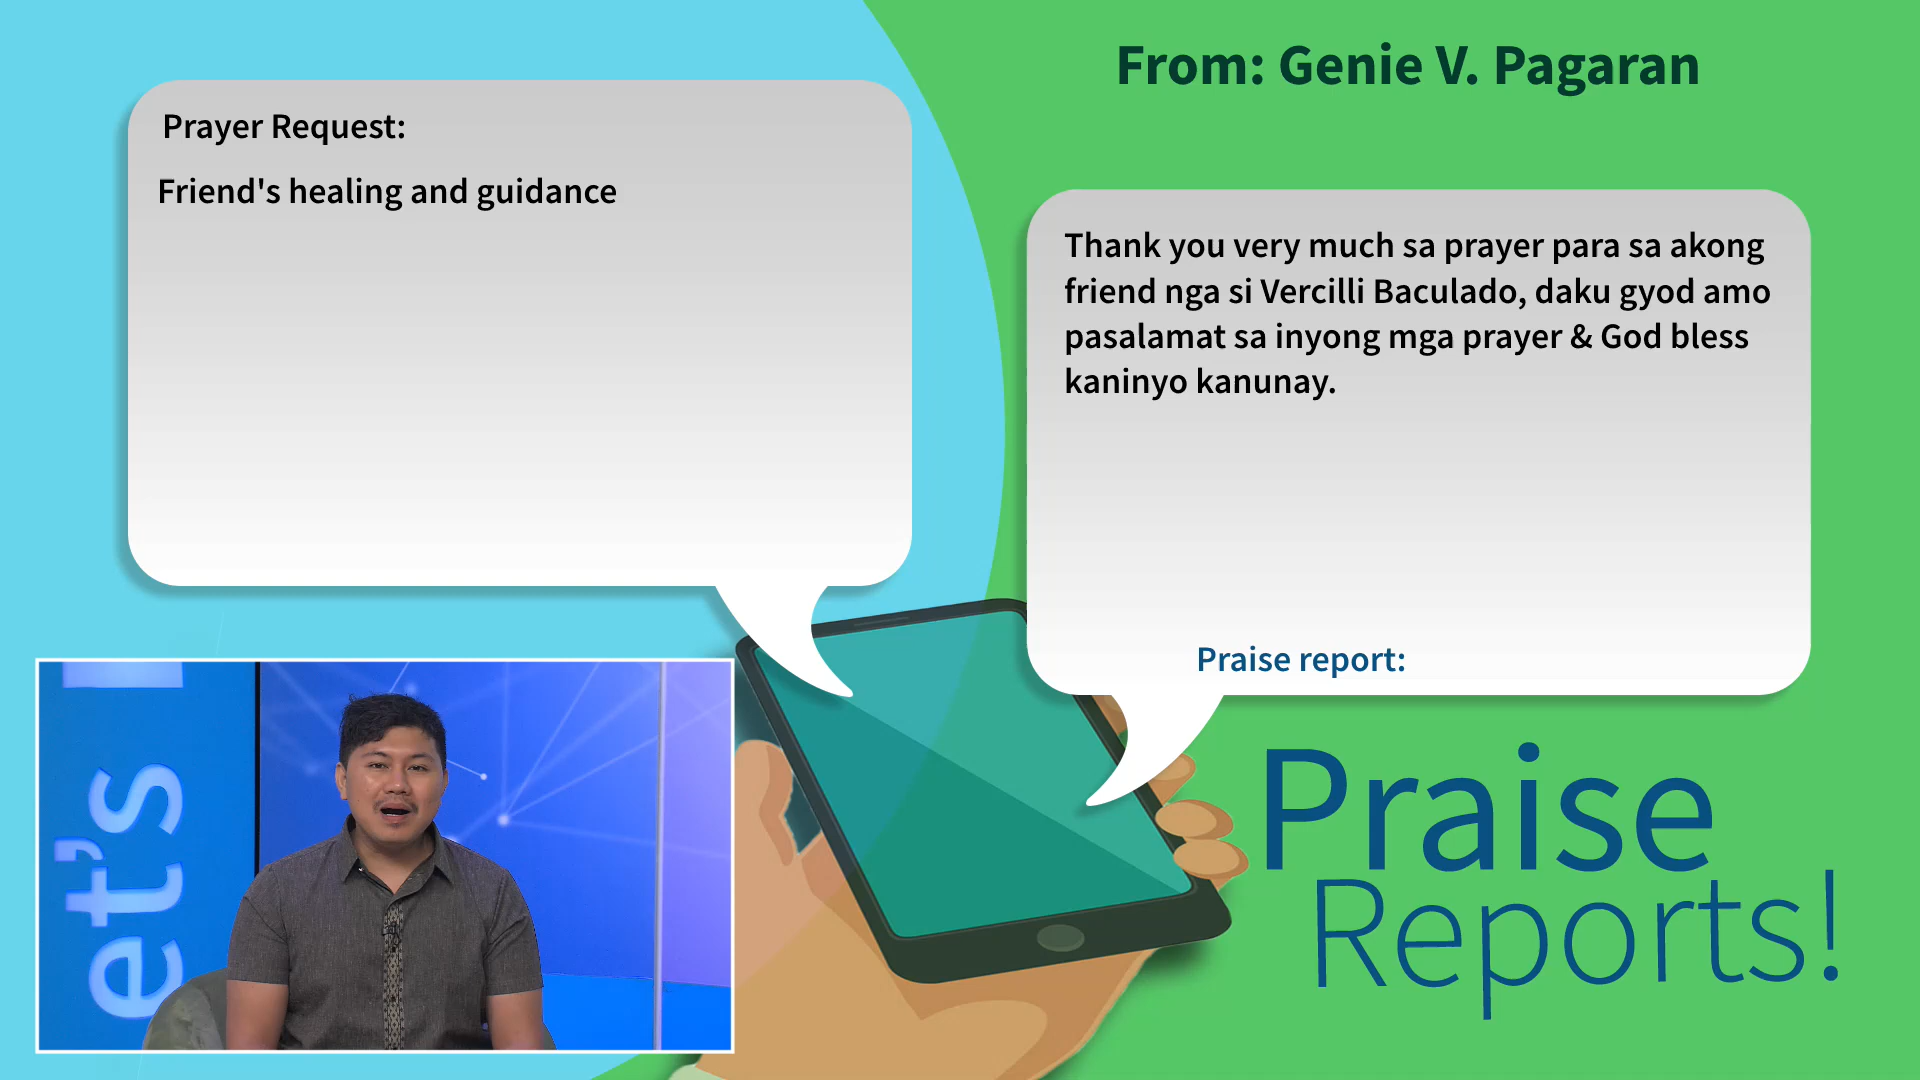 From: Genie V. Pagaran
Prayer Request:
Friend's healing and guidance
Thank you very much sa prayer para sa akong
friend nga si Vercilli Baculado, daku gyod amo
pasalamat sa inyong mga prayer & God bless
kaninyo kanunay.
Praise report:
Praise
Reports!
et's